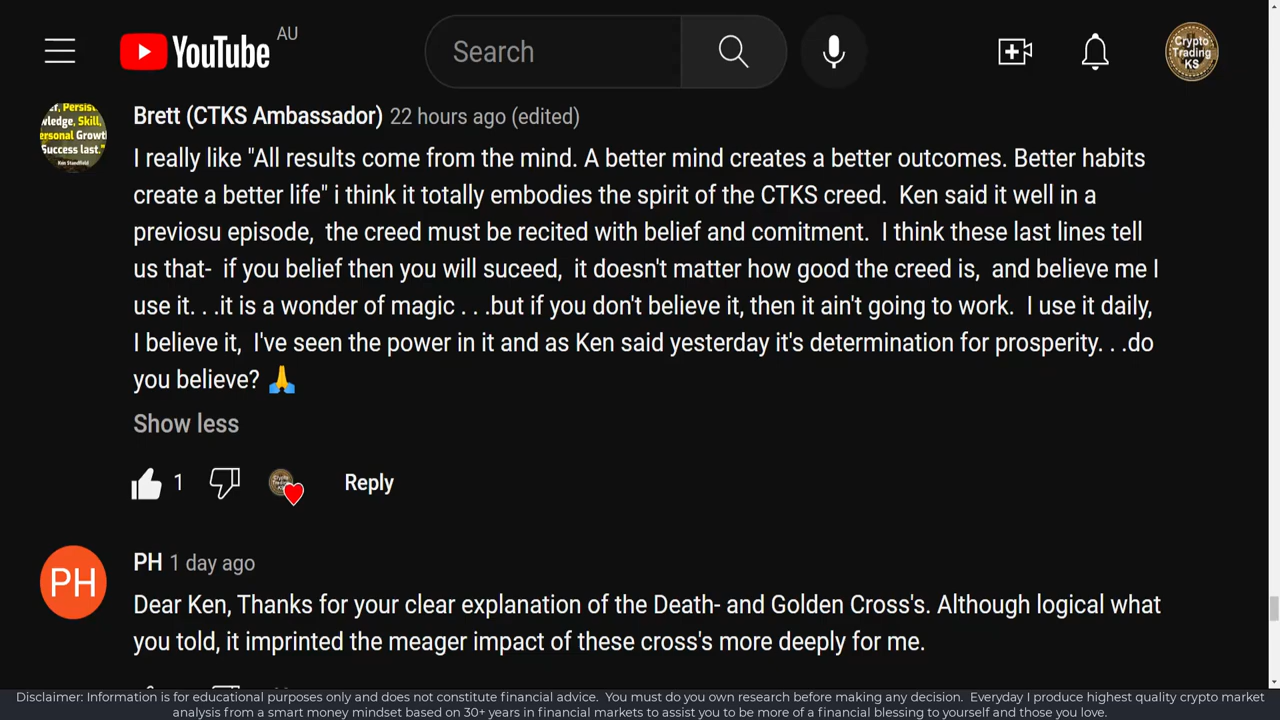 YouTube AU
Search
Crypto
Trading
KS
ef, Persist
wledge, Skill,
ersonal Growt
Success last."
Ken Standfield
Brett (CTKS Ambassador) 22 hours ago (edited)
I really like "All results come from the mind. A better mind creates a better outcomes. Better habits
create a better life" i think it totally embodies the spirit of the CTKS creed.  Ken said it well in a
previosu episode,  the creed must be recited with belief and comitment.  I think these last lines tell
us that-  if you belief then you will suceed,  it doesn't matter how good the creed is,  and believe me I
use it. . .it is a wonder of magic . . .but if you don't believe it, then it ain't going to work.  I use it daily,
I believe it,  I've seen the power in it and as Ken said yesterday it's determination for prosperity. . .do
you believe? 🙏
Show less
1
Reply
PH
PH 1 day ago
Dear Ken, Thanks for your clear explanation of the Death- and Golden Cross's. Although logical what
you told, it imprinted the meager impact of these cross's more deeply for me.
Disclaimer: Information is for educational purposes only and does not constitute financial advice.  You must do you own research before making any decision.  Everyday I produce highest quality crypto market
analysis from a smart money mindset based on 30+ years in financial markets to assist you to be more of a financial blessing to yourself and those you love